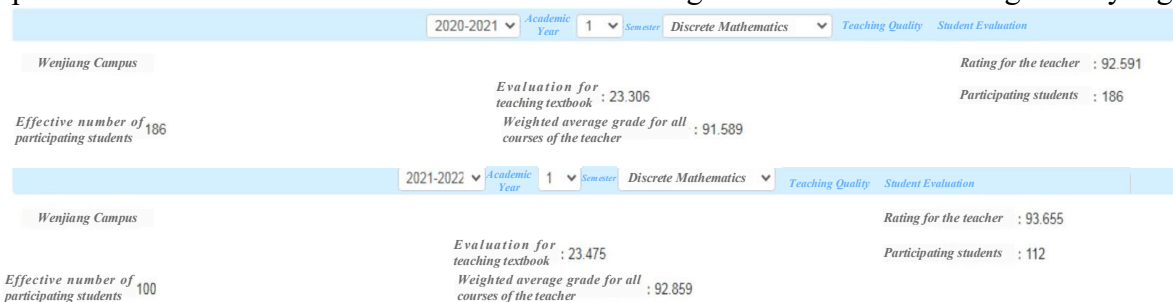 2020-2021 Academic Year 1 Semester Discrete Mathematics Teaching Quality Student Evaluation
Wenjiang Campus Rating for the teacher : 92.591
Evaluation for teaching textbook : 23.306 Participating students : 186
Effective number of participating students 186 Weighted average grade for all courses of the teacher : 91.589
2021-2022 Academic Year 1 Semester Discrete Mathematics Teaching Quality Student Evaluation
Wenjiang Campus Rating for the teacher : 93.655
Evaluation for teaching textbook : 23.475 Participating students : 112
Effective number of participating students 100 Weighted average grade for all courses of the teacher : 92.859